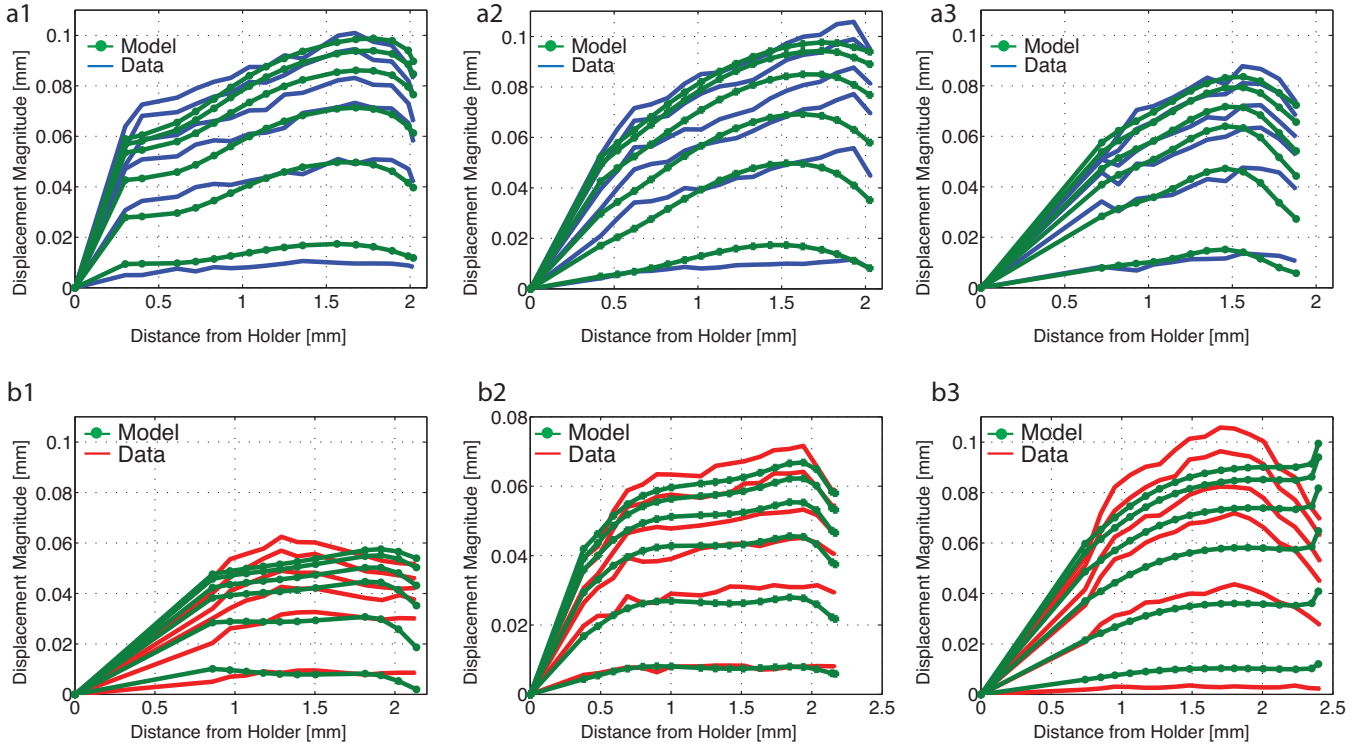 a1
a2
a3
0.1
0.08
0.06
0.04
0.02
0
Displacement Magnitude [mm]
Model
Data
0
0.5
1
1.5
2
Distance from Holder [mm]
0.1
0.08
0.06
0.04
0.02
0
Displacement Magnitude [mm]
Model
Data
0
0.5
1
1.5
2
Distance from Holder [mm]
0.1
0.08
0.06
0.04
0.02
0
Displacement Magnitude [mm]
Model
Data
0
0.5
1
1.5
2
Distance from Holder [mm]
b1
b2
b3
0.1
0.08
0.06
0.04
0.02
0
Displacement Magnitude [mm]
Model
Data
0
0.5
1
1.5
2
Distance from Holder [mm]
0.08
0.06
0.04
0.02
0
Displacement Magnitude [mm]
Model
Data
0
0.5
1
1.5
2
2.5
Distance from Holder [mm]
0.1
0.08
0.06
0.04
0.02
0
Displacement Magnitude [mm]
Model
Data
0
0.5
1
1.5
2
2.5
Distance from Holder [mm]